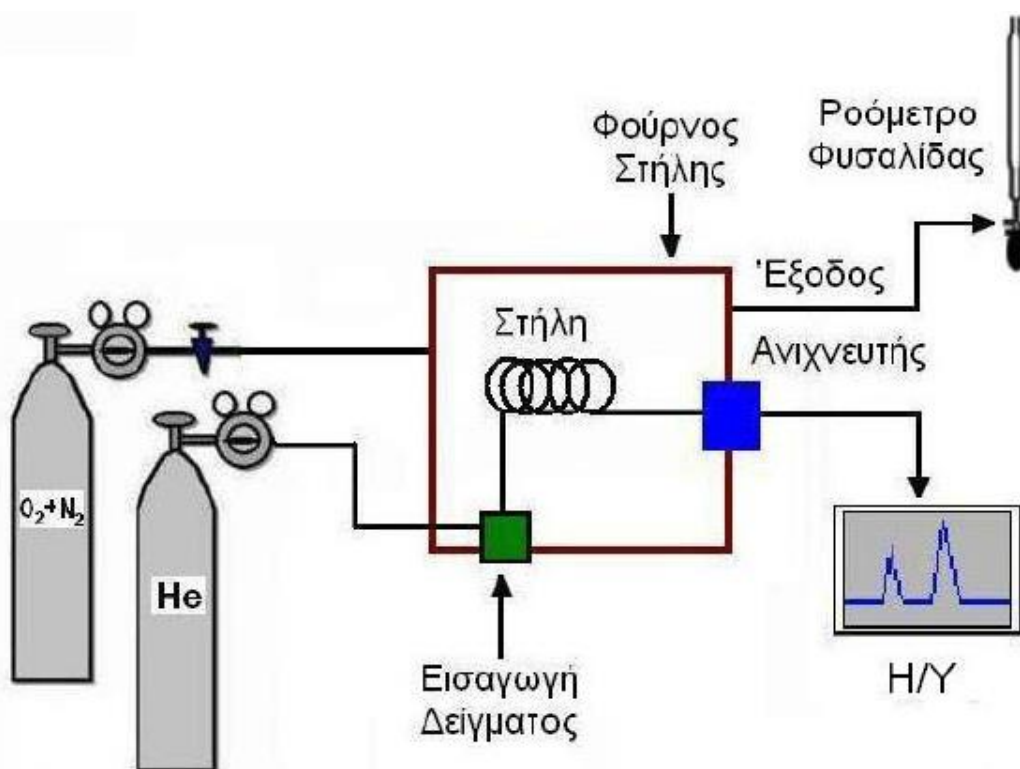 Φούρνος
Στήλης
Ροόμετρο
Φυσαλίδας
Έξοδος
Στήλη
Ανιχνευτής
O₂+N₂
He
Εισαγωγή
Δείγματος
Η/Υ